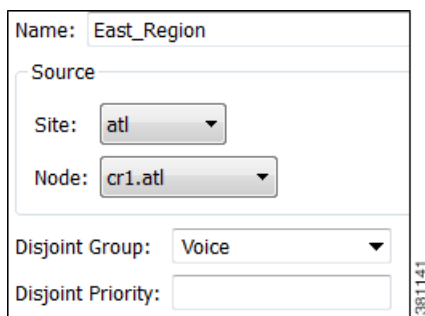 Name: East_Region
Source
Site: atl
Node: cr1.atl
Disjoint Group: Voice
Disjoint Priority:
381141